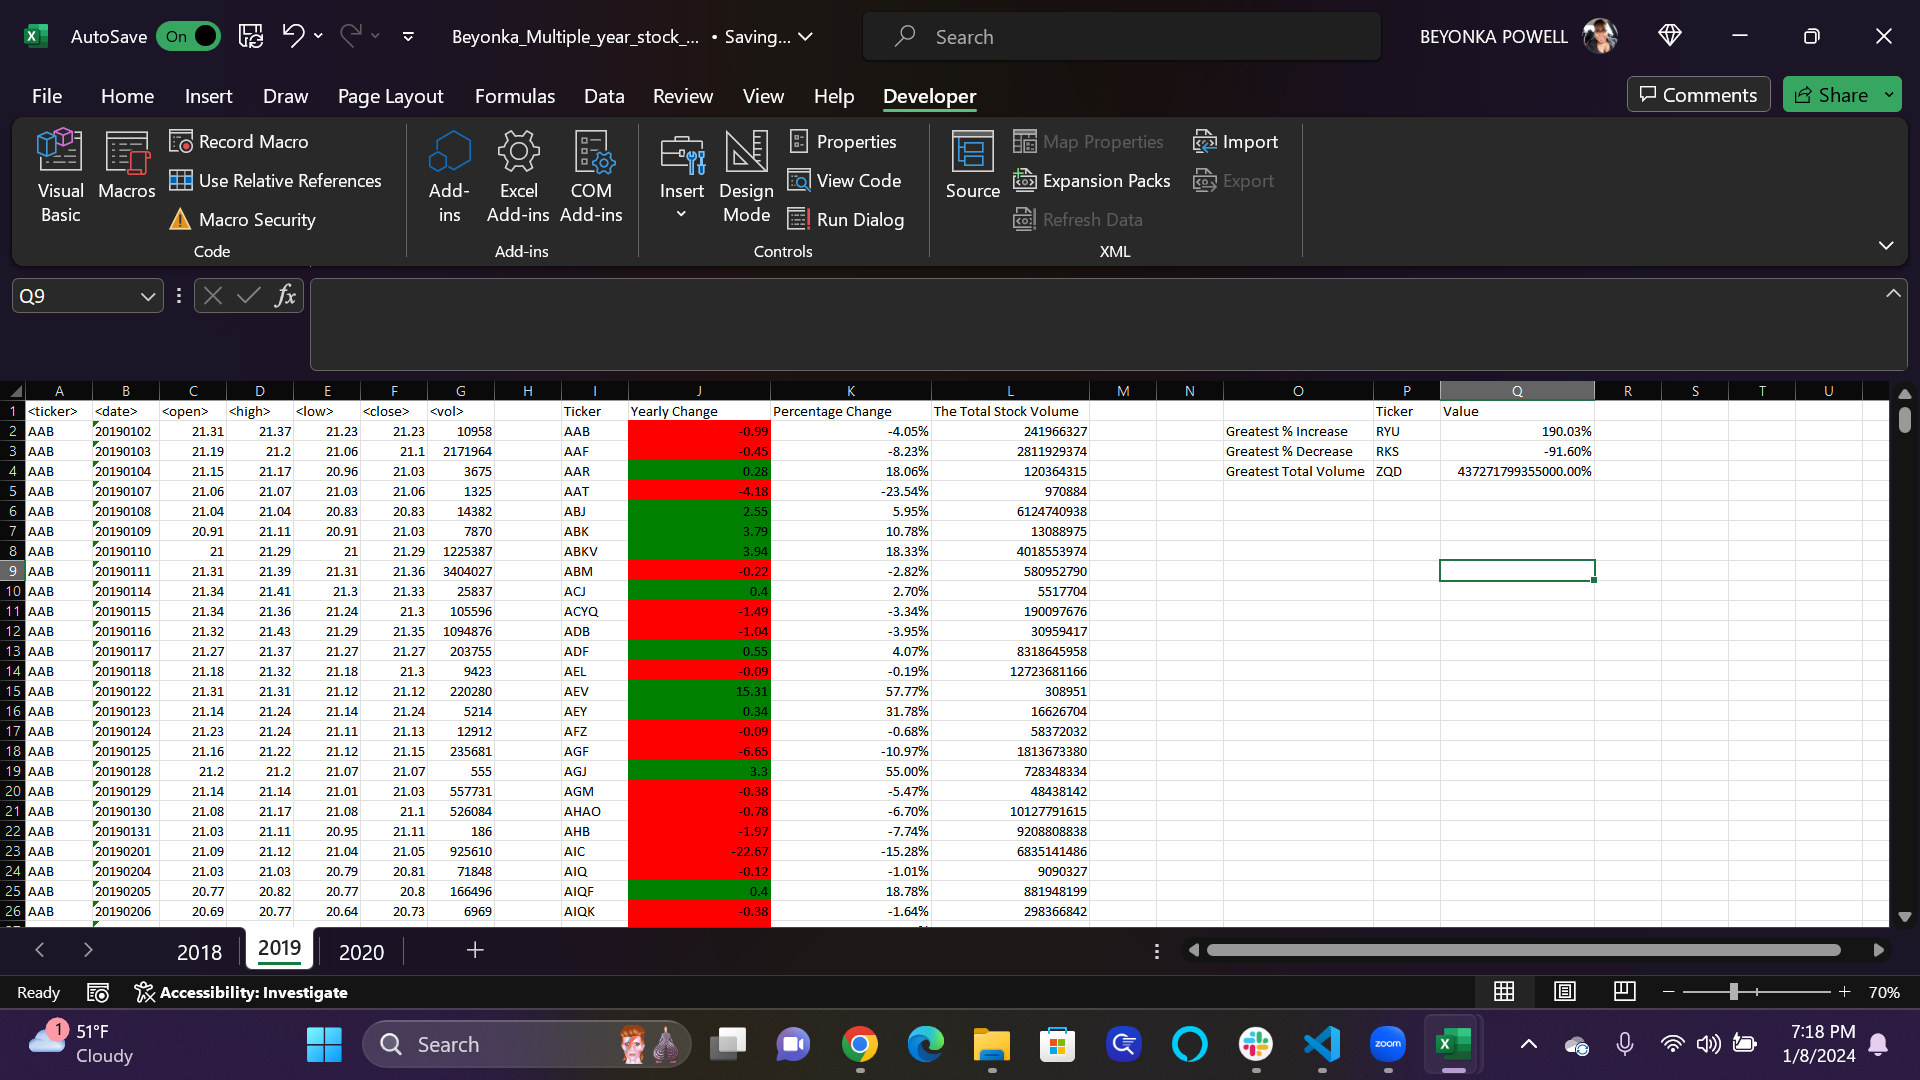 AutoSave On Beyonka_Multiple_year_stock_... • Saving... Search BEYONKA POWELL
File Home Insert Draw Page Layout Formulas Data Review View Help Developer Comments Share
Visual Basic Macros Record Macro Use Relative References Macro Security Code
Add-ins Excel Add-ins COM Add-ins Add-ins
Insert Design Mode Properties View Code Run Dialog Controls
Source Map Properties Expansion Packs Refresh Data Import Export XML
Q9 fx
A B C D E F G H I J K L M N O P Q R S T U
1 <ticker> <date> <open> <high> <low> <close> <vol> Ticker Yearly Change Percentage Change The Total Stock Volume Ticker Value
2 AAB 20190102 21.31 21.37 21.23 21.23 10958 AAB -0.99 -4.05% 241966327 Greatest % Increase RYU 190.03%
3 AAB 20190103 21.19 21.2 21.06 21.1 2171964 AAF -0.45 -8.23% 2811929374 Greatest % Decrease RKS -91.60%
4 AAB 20190104 21.15 21.17 20.96 21.03 3675 AAR 0.28 18.06% 120364315 Greatest Total Volume ZQD 437271799355000.00%
5 AAB 20190107 21.06 21.07 21.03 21.06 1325 AAT -4.18 -23.54% 970884
6 AAB 20190108 21.04 21.04 20.83 20.83 14382 ABJ 2.55 5.95% 6124740938
7 AAB 20190109 20.91 21.11 20.91 21.03 7870 ABK 3.79 10.78% 13088975
8 AAB 20190110 21 21.29 21 21.29 1225387 ABKV 3.94 18.33% 4018553974
9 AAB 20190111 21.31 21.39 21.31 21.36 3404027 ABM -0.22 -2.82% 580952790
10 AAB 20190114 21.34 21.41 21.3 21.33 25837 ACJ 0.4 2.70% 5517704
11 AAB 20190115 21.34 21.36 21.24 21.3 105596 ACYQ -1.49 -3.34% 190097676
12 AAB 20190116 21.32 21.43 21.29 21.35 1094876 ADB -1.04 -3.95% 30959417
13 AAB 20190117 21.27 21.37 21.27 21.27 203755 ADF 0.55 4.07% 8318645958
14 AAB 20190118 21.18 21.32 21.18 21.3 9423 AEL -0.09 -0.19% 12723681166
15 AAB 20190122 21.31 21.31 21.12 21.12 220280 AEV 15.31 57.77% 308951
16 AAB 20190123 21.14 21.24 21.14 21.24 5214 AEY 0.34 31.78% 16626704
17 AAB 20190124 21.23 21.24 21.11 21.13 12912 AFZ -0.09 -0.68% 58372032
18 AAB 20190125 21.16 21.22 21.12 21.15 235681 AGF -6.65 -10.97% 1813673380
19 AAB 20190128 21.2 21.2 21.07 21.07 555 AGJ 3.3 55.00% 728348334
20 AAB 20190129 21.14 21.14 21.01 21.03 557731 AGM -0.38 -5.47% 48438142
21 AAB 20190130 21.08 21.17 21.08 21.1 526084 AHAO -0.78 -6.70% 10127791615
22 AAB 20190131 21.03 21.11 20.95 21.11 186 AHB -1.97 -7.74% 9208808838
23 AAB 20190201 21.09 21.12 21.04 21.05 925610 AIC -22.67 -15.28% 6835141486
24 AAB 20190204 21.03 21.03 20.79 20.81 71848 AIQ -0.12 -1.01% 9090327
25 AAB 20190205 20.77 20.82 20.77 20.8 166496 AIQF 0.4 18.78% 881948199
26 AAB 20190206 20.69 20.77 20.64 20.73 6969 AIQK -0.38 -1.64% 298366842
2018 2019 2020
Ready Accessibility: Investigate 70%
1 51°F Search zoom 7:18 PM
Cloudy 1/8/2024